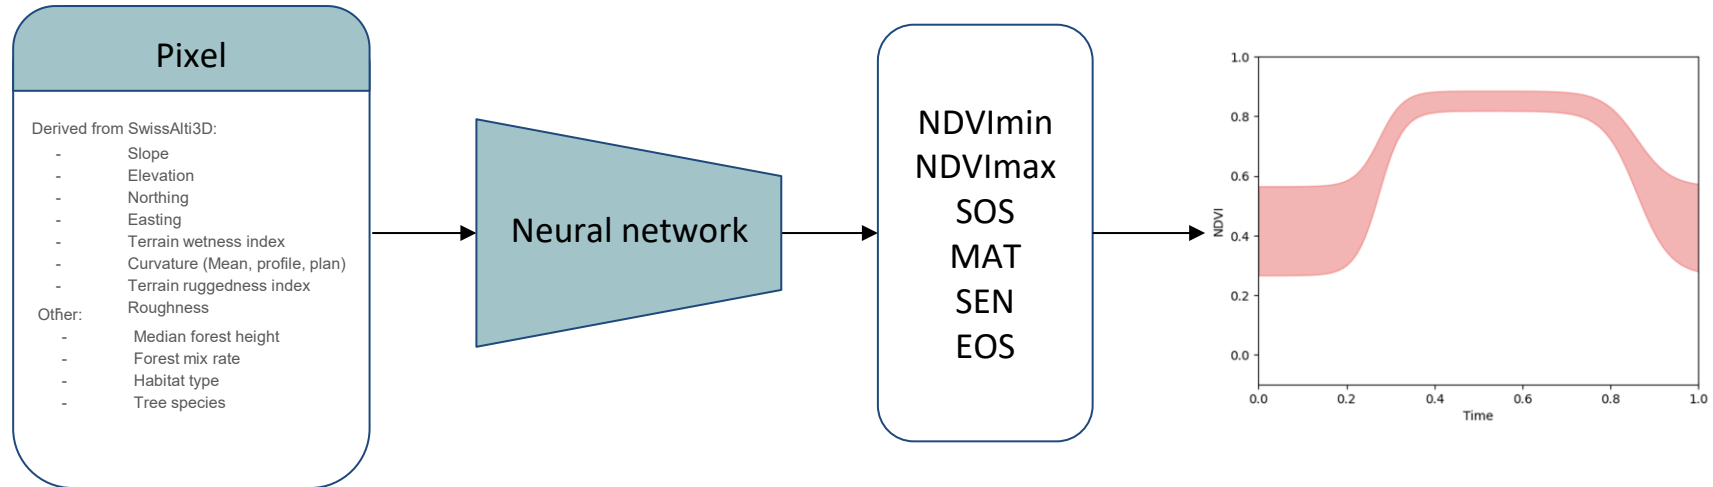 Pixel
Derived from SwissAlti3D:
- Slope
- Elevation
- Northing
- Easting
- Terrain wetness index
- Curvature (Mean, profile, plan)
- Terrain ruggedness index
- Roughness
Other:
- Median forest height
- Forest mix rate
- Habitat type
- Tree species
Neural network
NDVImin
NDVImax
SOS
MAT
SEN
EOS
1.0
0.8
0.6
0.4
0.2
0.0
NDVI
0.0 0.2 0.4 0.6 0.8 1.0
Time